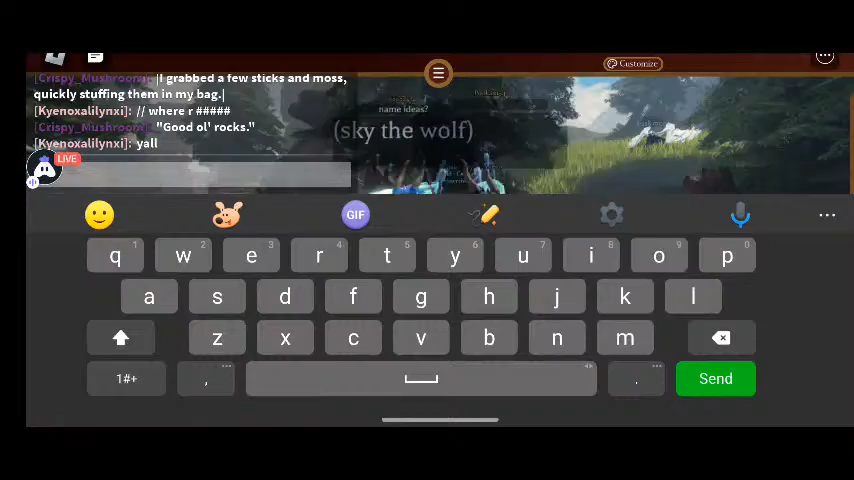 Customize
[Crispy_Mushroom]: |I grabbed a few sticks and moss,
quickly stuffing them in my bag.|
[Kyenoxalilynxi]: // where r #####
[Crispy_Mushroom]: "Good ol' rocks."
[Kyenoxalilynxi]: yall
LIVE
name ideas?
(sky the wolf)
GIF
q 1 w 2 e 3 r 4 t 5 y 6 u 7 i 8 o 9 p 0
a s d f g h j k l
z x c v b n m
1#+ , . Send